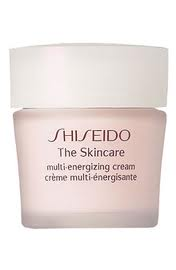 SHISEIDO
The Skincare
multi-energizing cream
crème multi-énergisante